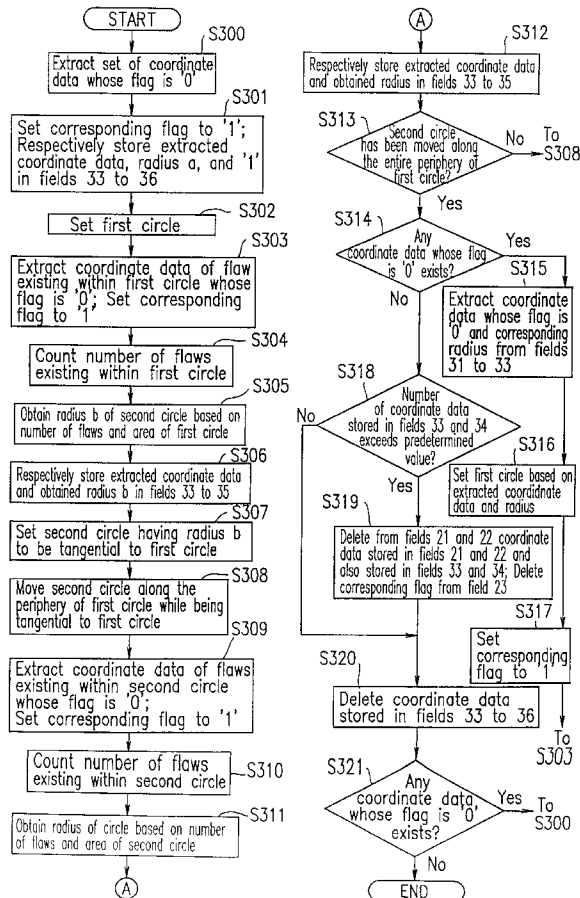 START
S300
Extract set of coordinate
data whose flag is '0'
S301
Set corresponding flag to '1';
Respectively store extracted
coordinate data, radius a, and '1'
in fields 33 to 36
S302
Set first circle
S303
Extract coordinate data of flaw
existing within first circle whose
flag is '0'; Set corresponding
flag to '1'
S304
Count number of flaws
existing within first circle
S305
Obtain radius b of second circle based on
number of flaws and area of first circle
S306
Respectively store extracted coordinate data
and obtained radius b in fields 33 to 35
S307
Set second circle having radius b
to be tangential to first circle
S308
Move second circle along the
periphery of first circle while being
tangential to first circle
S309
Extract coordinate data of flaws
existing within second circle
whose flag is '0';
Set corresponding flag to '1'
S310
Count number of flaws
existing within second circle
S311
Obtain radius of circle based on number
of flaws and area of second circle
A
A
S312
Respectively store extracted coordinate data
and obtained radius in fields 33 to 35
S313
Second circle
has been moved along
the entire periphery of
first circle?
No
To
S308
Yes
S314
Any
coordinate data whose flag
is '0' exists?
Yes
No
S315
Extract coordinate
data whose flag is
'0' and corresponding
radius from fields
31 to 33
S318
Number
of coordinate data
stored in fields 33 and 34
exceeds predetermined
value?
No
Yes
S316
Set first circle based on
extracted coordidnate
data and radius
S319
Delete from fields 21 and 22 coordinate
data stored in fields 21 and 22 and
also stored in fields 33 and 34; Delete
corresponding flag from field 23
S317
Set
corresponding
flag to '1'
To
S303
S320
Delete coordinate data
stored in fields 33 to 36
S321
Any
coordinate data
whose flag is '0'
exists?
Yes
To
S300
No
END